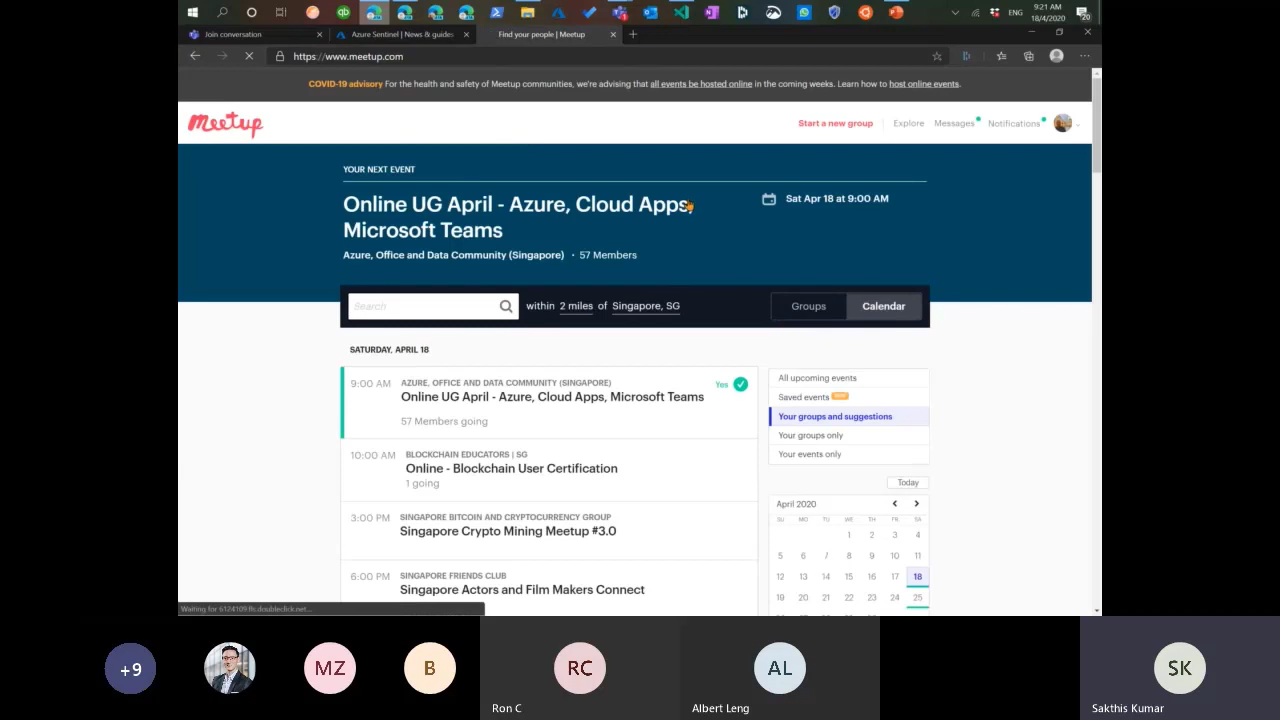 9:21 AM
ENG
18/4/2020
20
Join conversation
Azure Sentinel | News & guides
Find your people | Meetup
https://www.meetup.com
COVID-19 advisory For the health and safety of Meetup communities, we're advising that all events be hosted online in the coming weeks. Learn how to host online events.
Meetup
Start a new group
Explore
Messages
Notifications
YOUR NEXT EVENT
Online UG April - Azure, Cloud Apps,
Microsoft Teams
Sat Apr 18 at 9:00 AM
Azure, Office and Data Community (Singapore) · 57 Members
Search
within 2 miles of Singapore, SG
Groups
Calendar
SATURDAY, APRIL 18
9:00 AM
AZURE, OFFICE AND DATA COMMUNITY (SINGAPORE)
Online UG April - Azure, Cloud Apps, Microsoft Teams
57 Members going
Yes
10:00 AM
BLOCKCHAIN EDUCATORS | SG
Online - Blockchain User Certification
1 going
3:00 PM
SINGAPORE BITCOIN AND CRYPTOCURRENCY GROUP
Singapore Crypto Mining Meetup #3.0
6:00 PM
SINGAPORE FRIENDS CLUB
Singapore Actors and Film Makers Connect
All upcoming events
Saved events
Your groups and suggestions
Your groups only
Your events only
Today
April 2020
SU MO TU WE TH FR SA
1 2 3 4
5 6 7 8 9 10 11
12 13 14 15 16 17 18
19 20 21 22 23 24 25
Waiting for 6124109.fls.doubleclick.net...
+9
MZ
B
RC
Ron C
AL
Albert Leng
SK
Sakthis Kumar